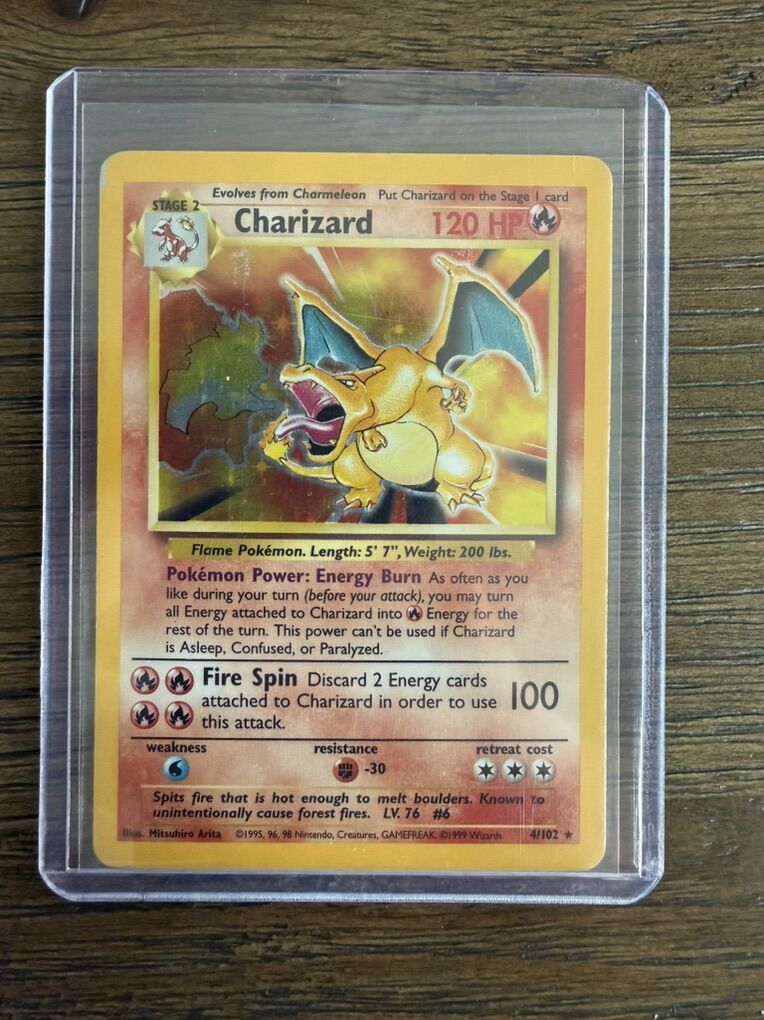 Evolves from Charmeleon Put Charizard on the Stage 1 card
STAGE 2
Charizard 120 HP
Flame Pokémon. Length: 5' 7", Weight: 200 lbs.
Pokémon Power: Energy Burn As often as you
like during your turn (before your attack), you may turn
all Energy attached to Charizard into Energy for the
rest of the turn. This power can't be used if Charizard
is Asleep, Confused, or Paralyzed.
Fire Spin Discard 2 Energy cards
attached to Charizard in order to use 100
this attack.
weakness resistance retreat cost
-30
Spits fire that is hot enough to melt boulders. Known to
unintentionally cause forest fires. LV. 76 #6
Illus. Mitsuhiro Arita ©1995, 96, 98 Nintendo, Creatures, GAMEFREAK. ©1999 Wizards. 4/102 ★